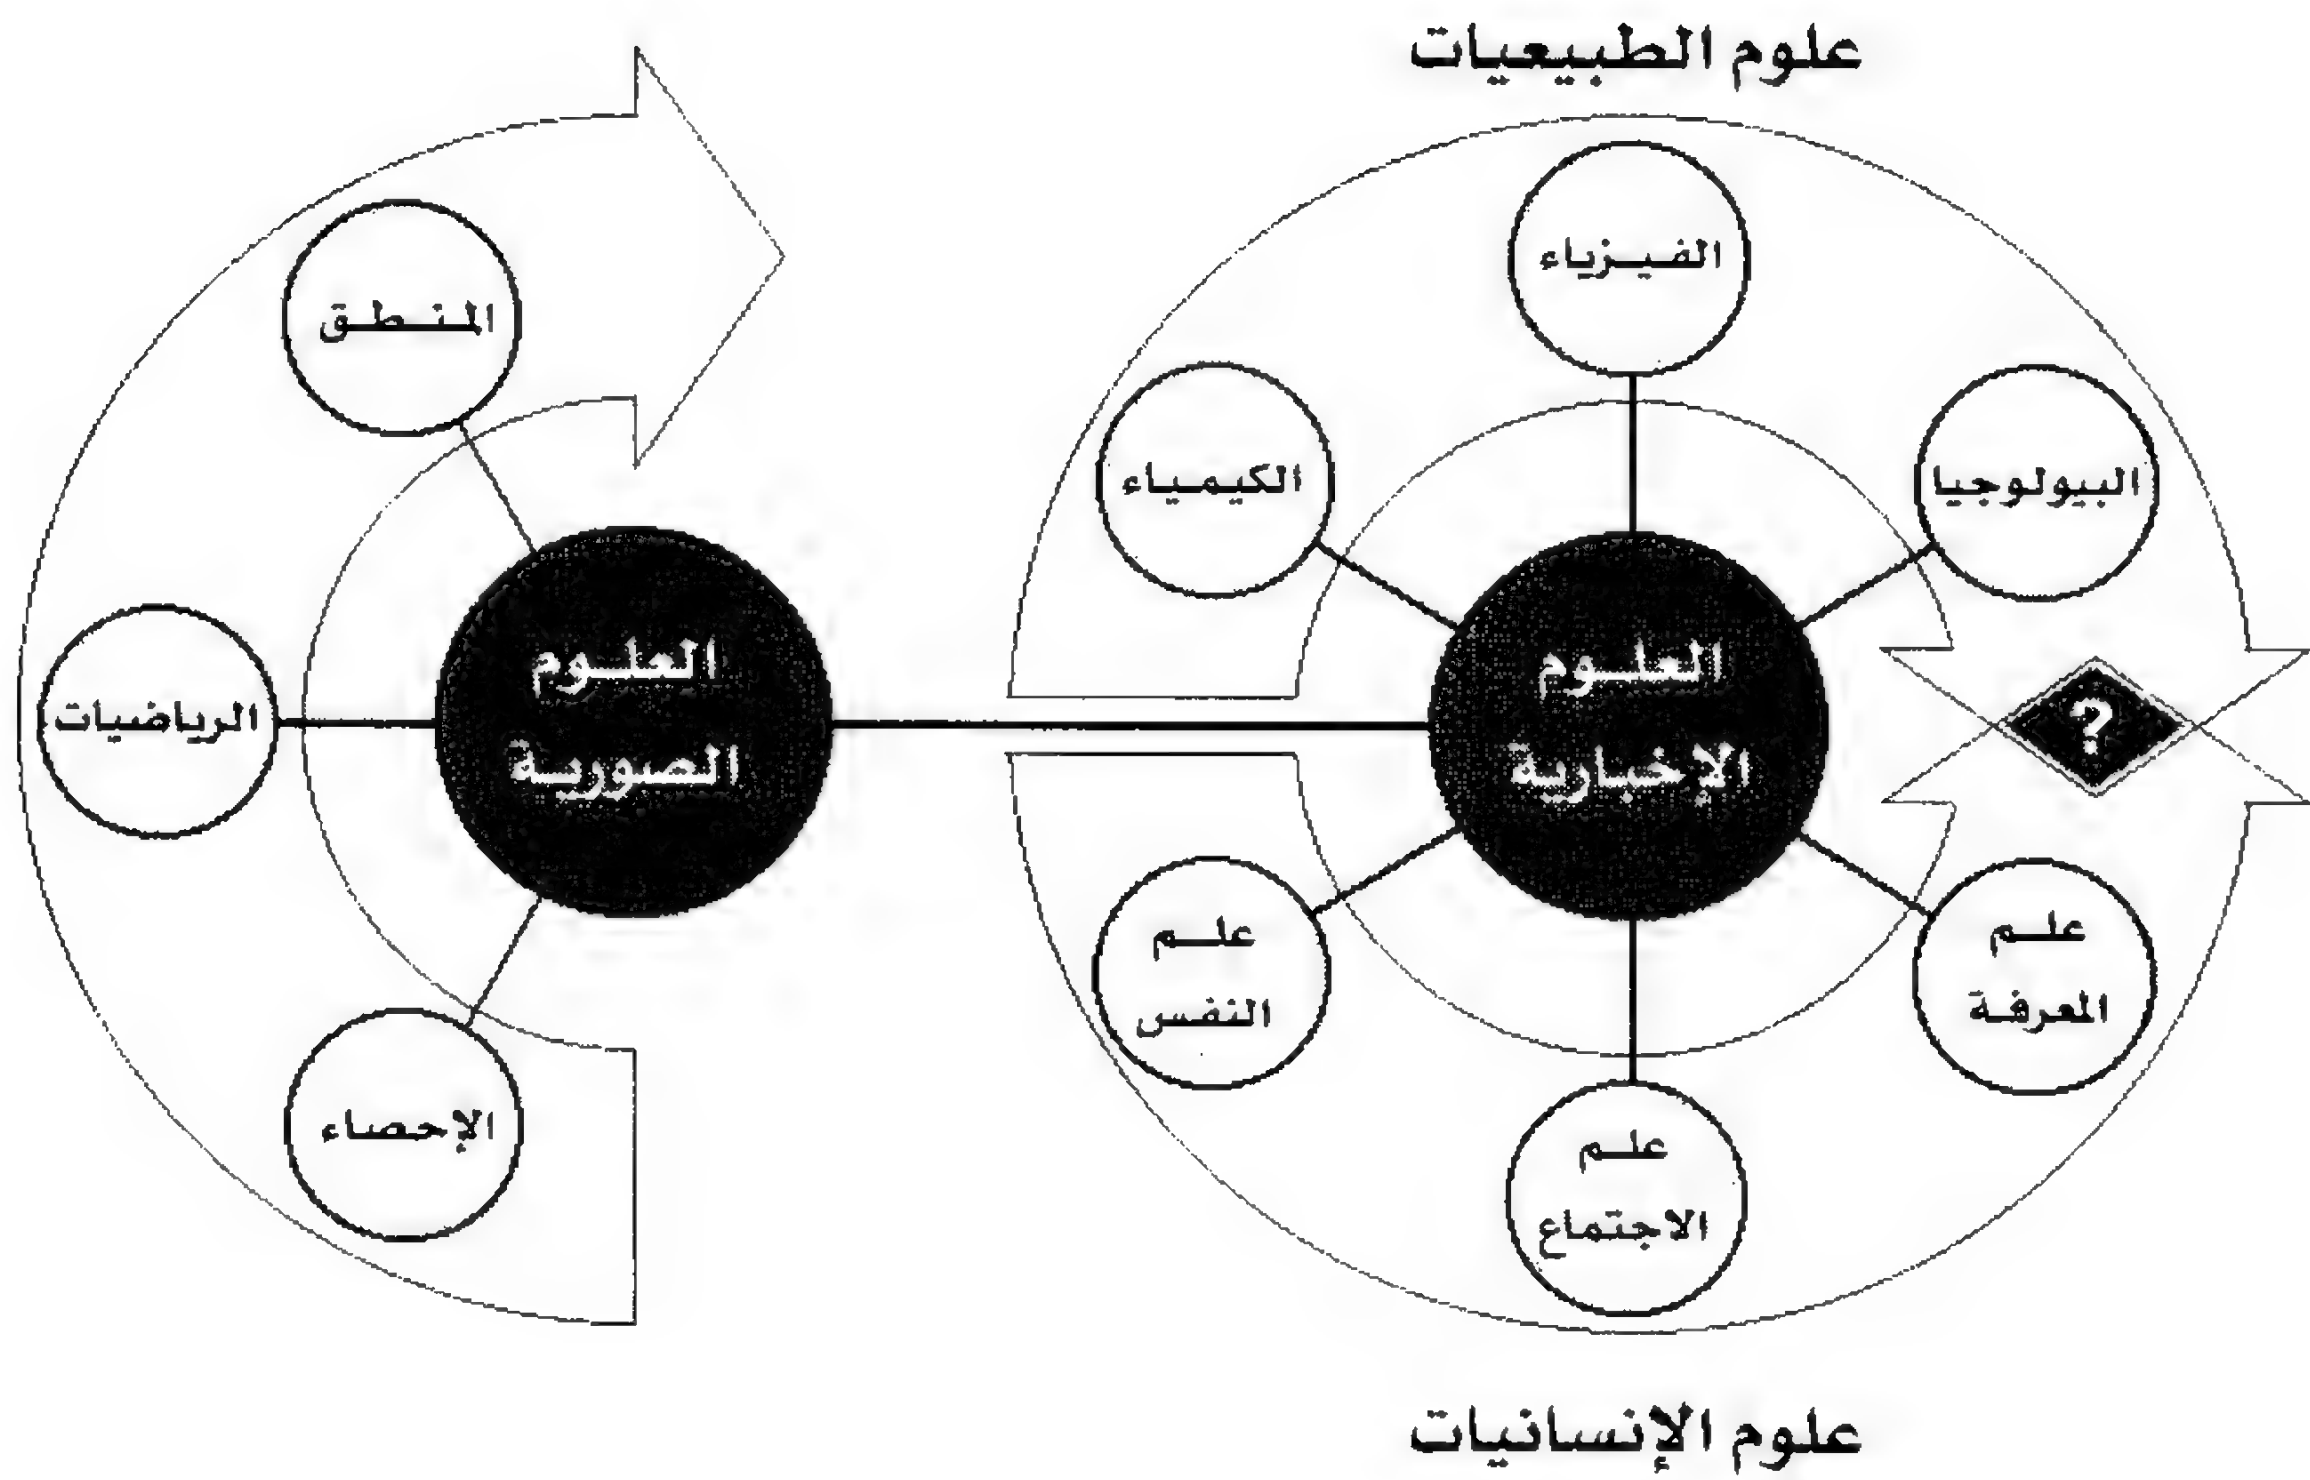 علوم الطبيعيات
الفيزياء
البيولوجيا
الكيمياء
العلوم
الإخبارية
?
علم
المعرفة
علم
النفس
علم
الاجتماع
علوم الإنسانيات
المنطق
العلوم
الصورية
الرياضيات
الإحصاء